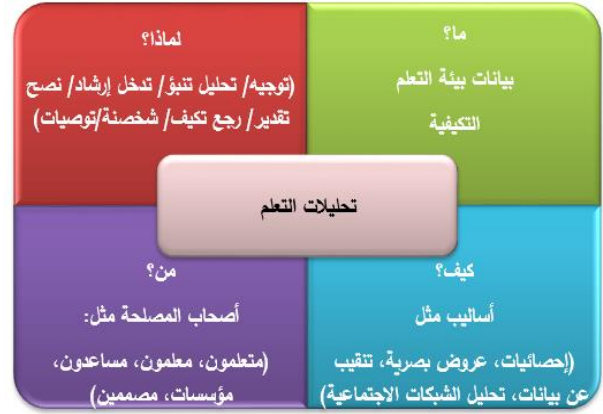 ما؟
بيانات بيئة التعلم
التكيفية
لماذا؟
(توجيه/ تحليل تنبؤ/ تدخل إرشاد/ نصح
تقدير/ رجع تكيف/ شخصنة/توصيات)
تحليلات التعلم
كيف؟
أساليب مثل
(إحصائيات، عروض بصرية، تنقيب
عن بيانات، تحليل الشبكات الاجتماعية)
من؟
أصحاب المصلحة مثل:
(متعلمون، معلمون، مساعدون،
مؤسسات، مصممين)